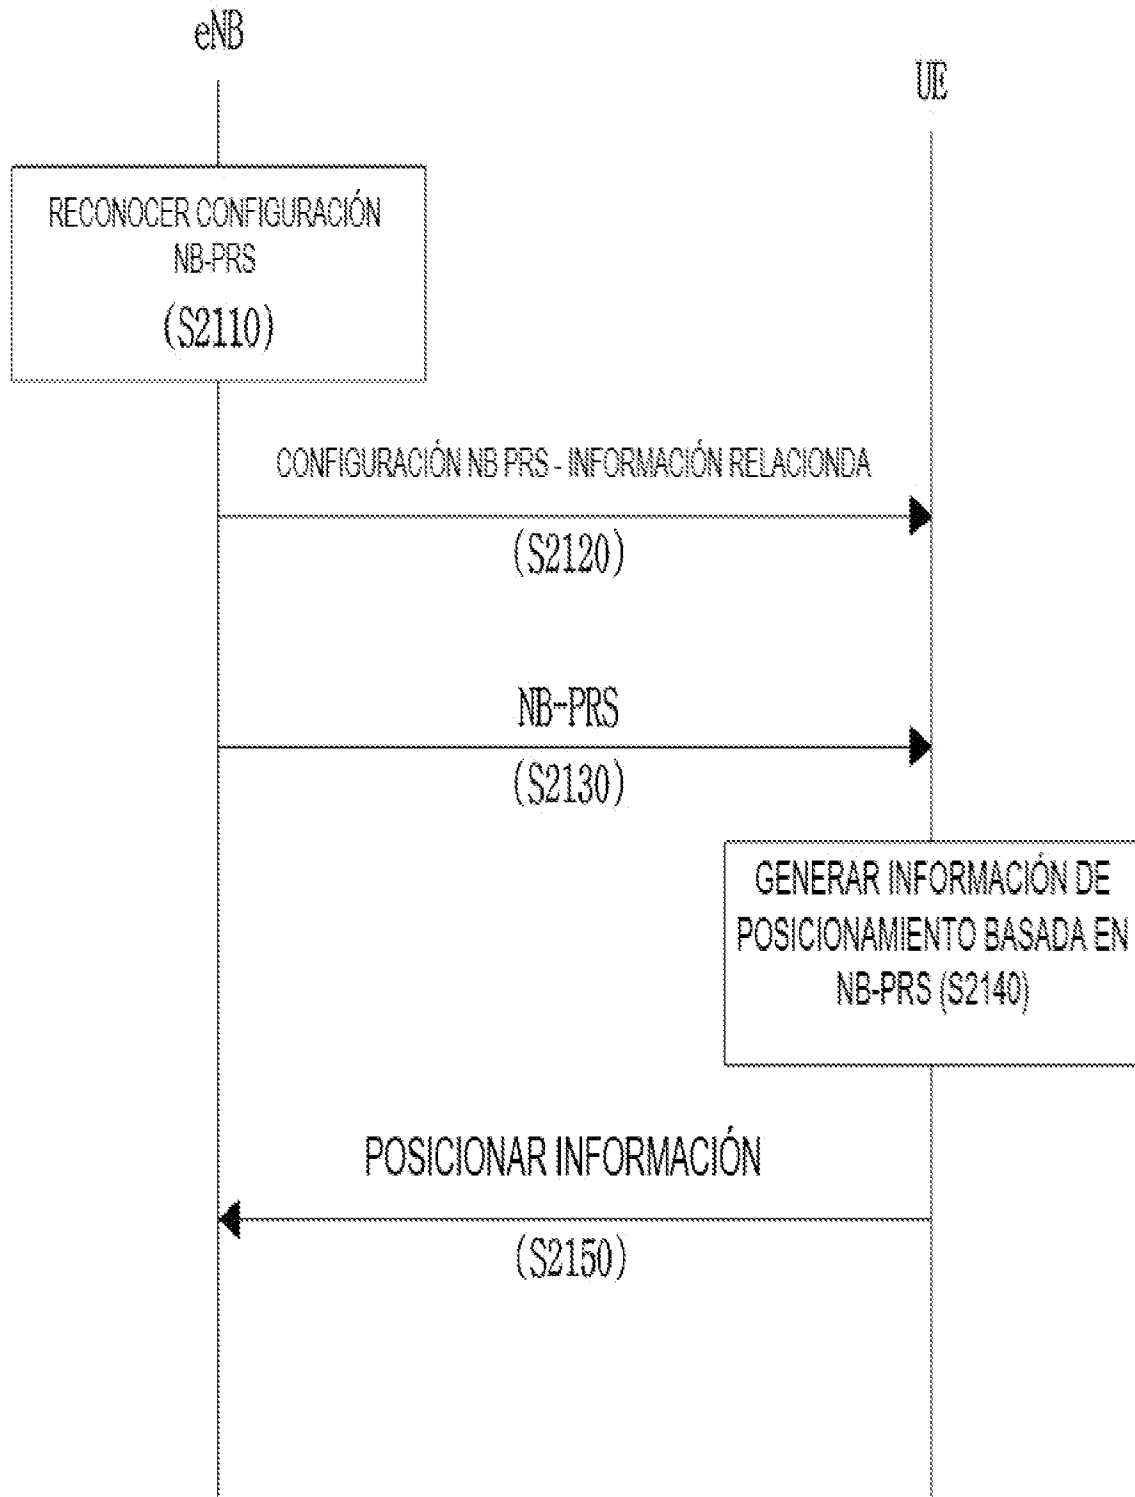 eNB
UE
RECONOCER CONFIGURACIÓN
NB-PRS
(S2110)
CONFIGURACIÓN NB PRS - INFORMACIÓN RELACIONDA
(S2120)
NB-PRS
(S2130)
GENERAR INFORMACIÓN DE
POSICIONAMIENTO BASADA EN
NB-PRS (S2140)
POSICIONAR INFORMACIÓN
(S2150)